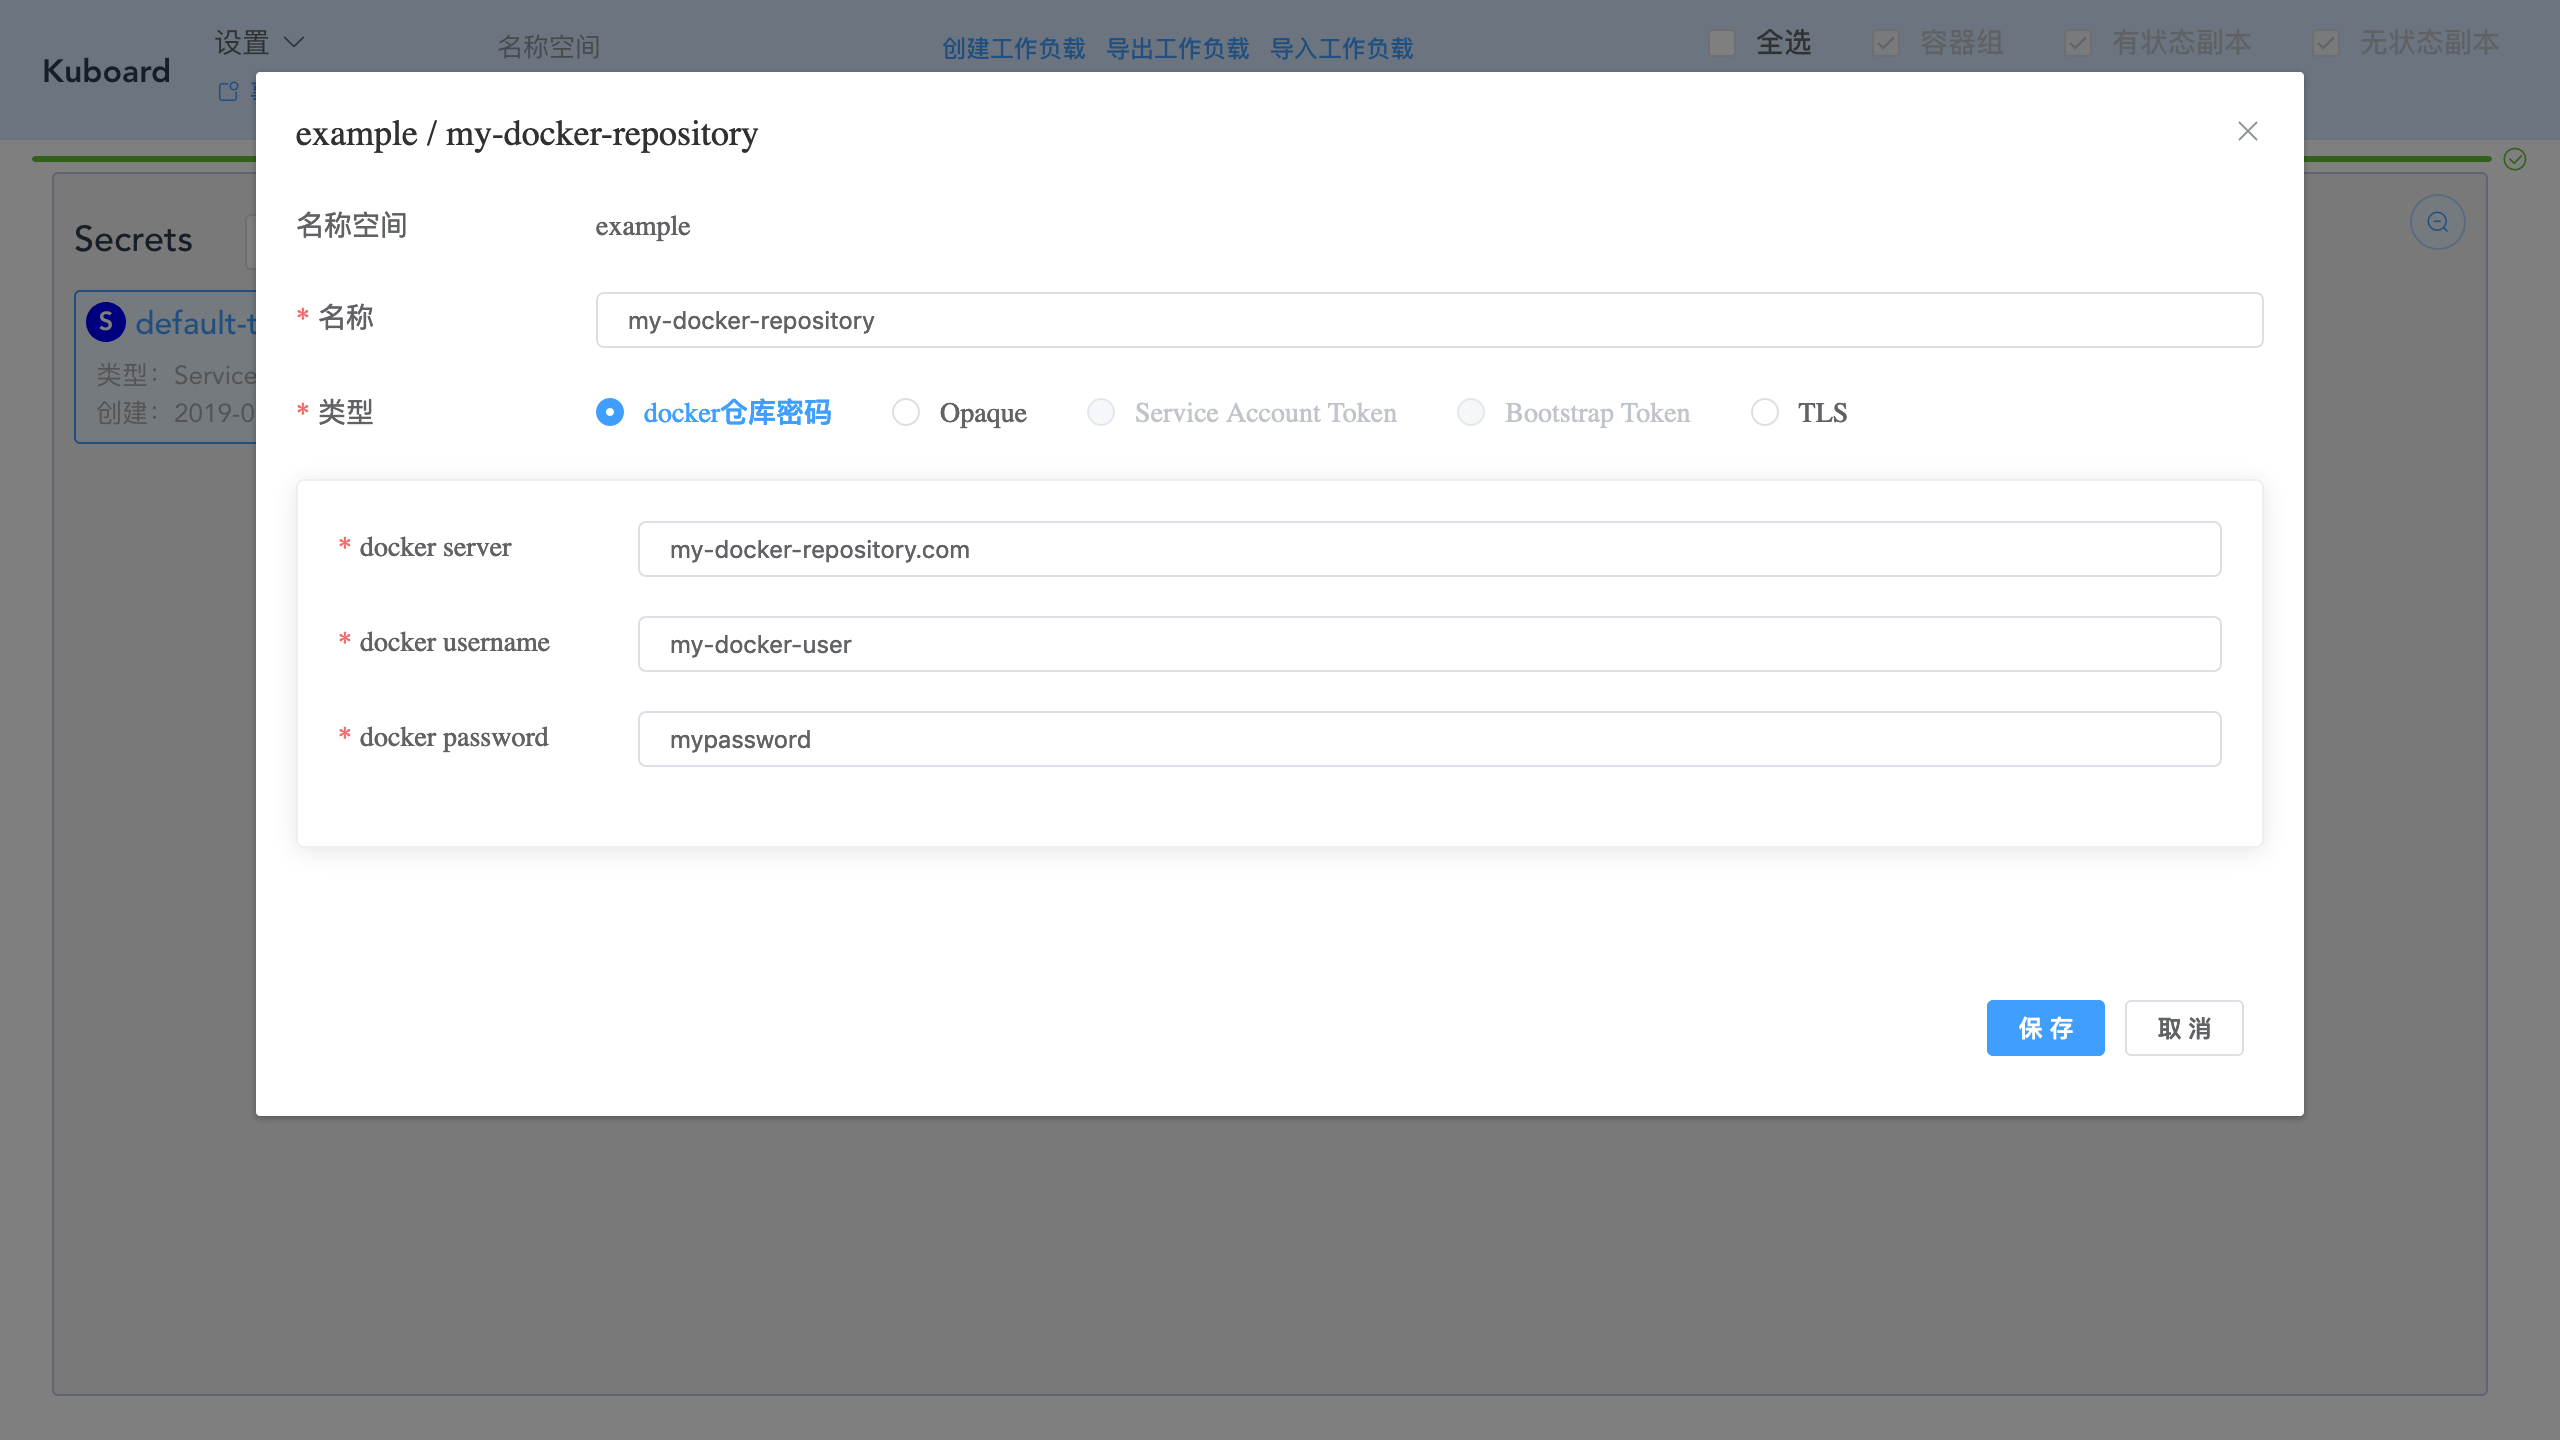 Kuboard
设置
名称空间
创建工作负载 导出工作负载 导入工作负载
全选 容器组 有状态副本 无状态副本
example / my-docker-repository
Secrets
S default-t
类型： Service
创建： 2019-0
名称空间 example
* 名称 my-docker-repository
* 类型 docker仓库密码 Opaque Service Account Token Bootstrap Token TLS
* docker server my-docker-repository.com
* docker username my-docker-user
* docker password mypassword
保 存 取 消